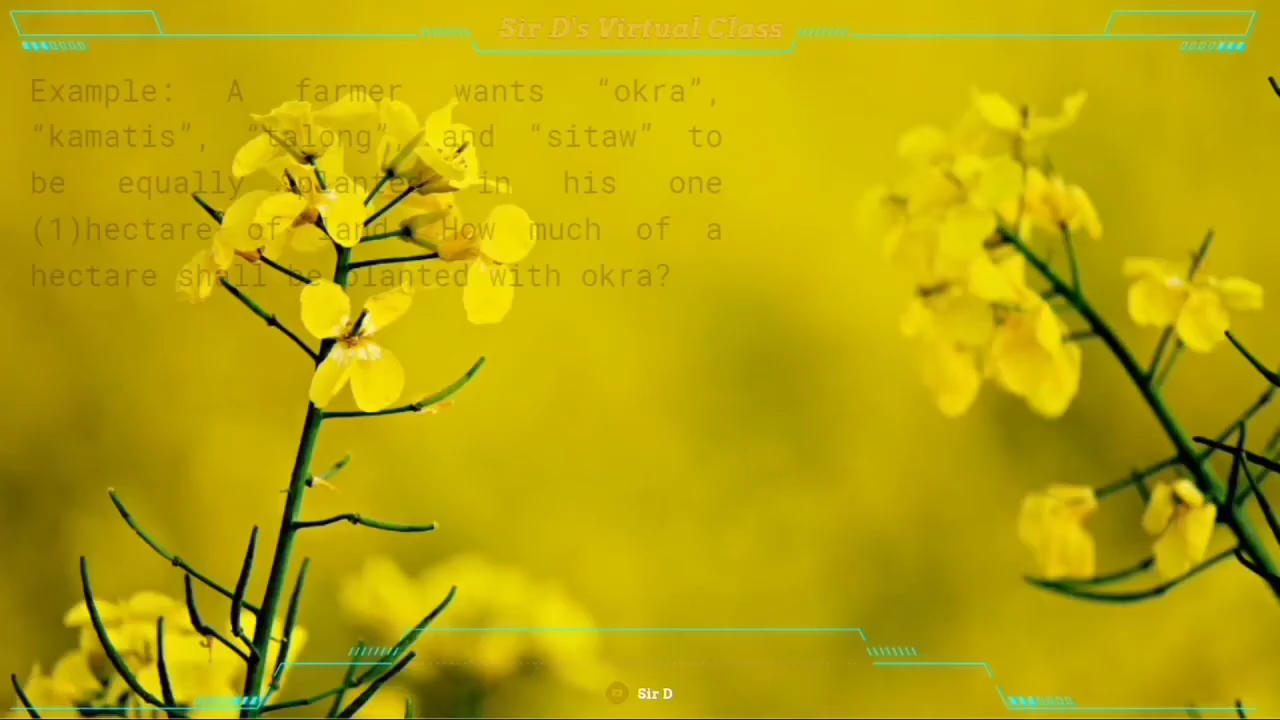 Sir D's Virtual Class
Example: A farmer wants “okra”,
“kamatis”, “talong”, and “sitaw” to
be equally planted in his one
(1)hectare of land. How much of a
hectare shall be planted with okra?
Sir D